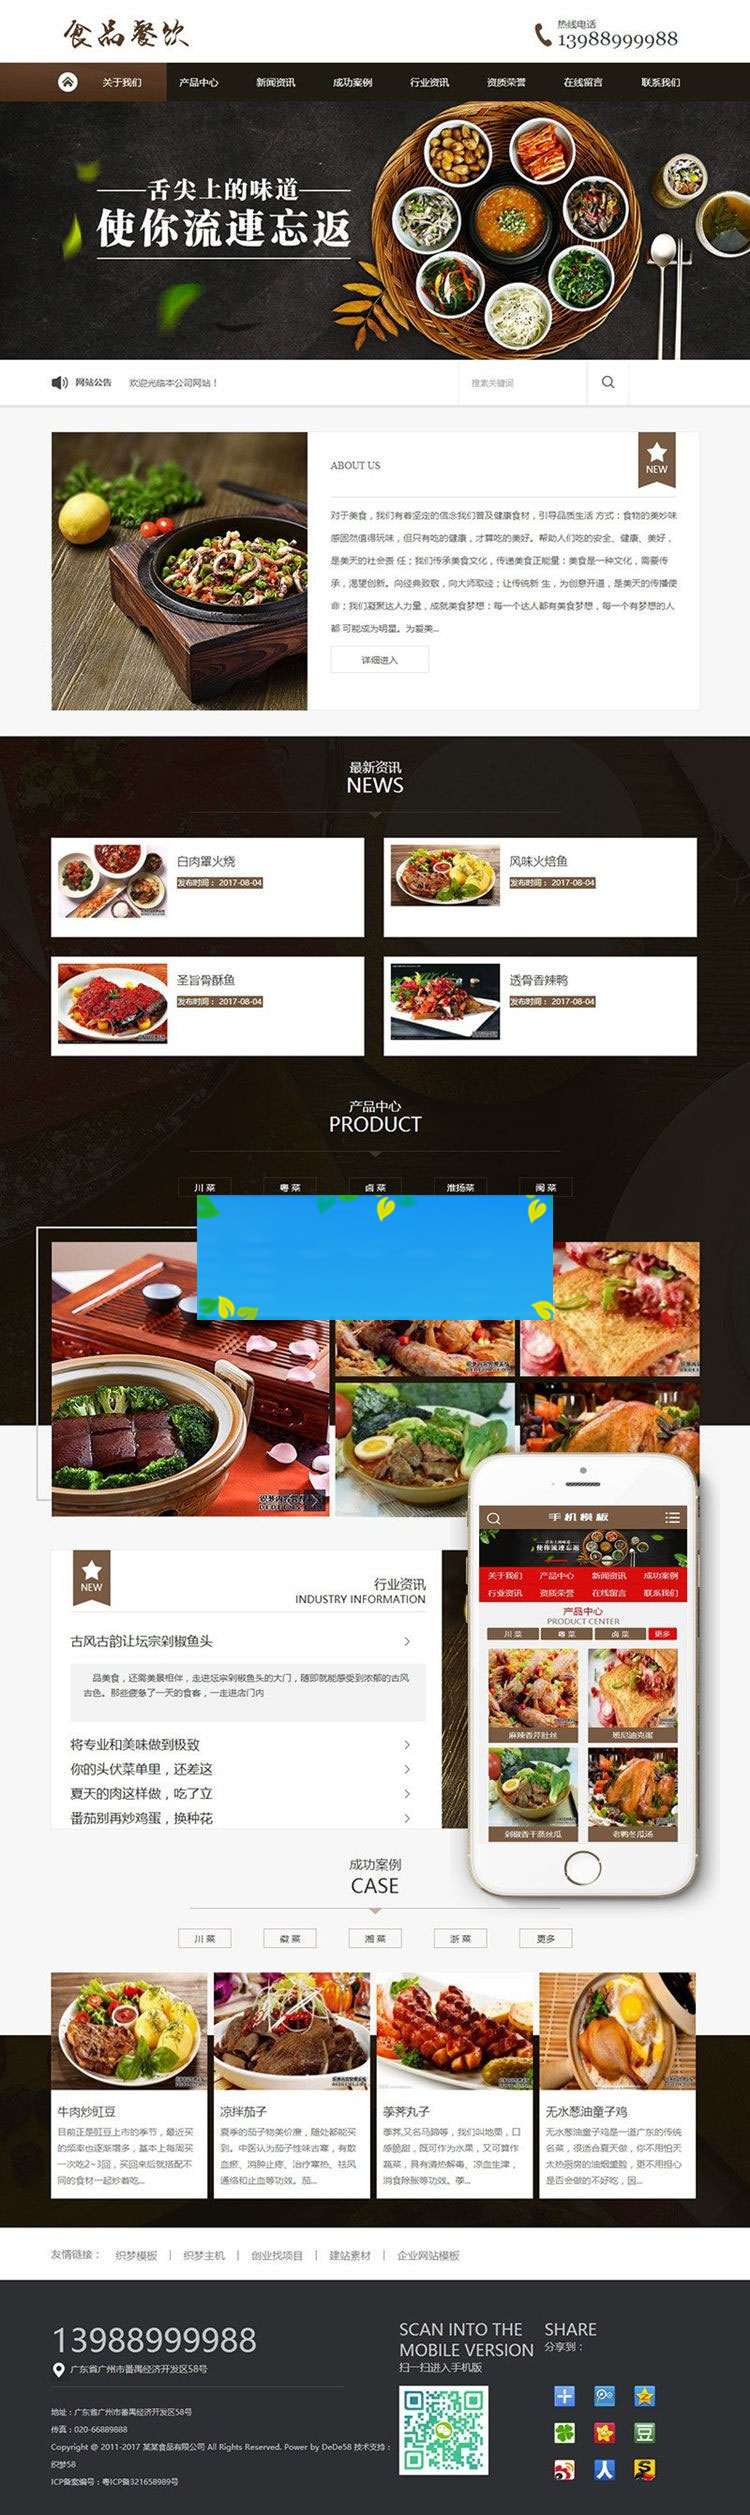 食品餐饮
热线电话
13988999988
关于我们 产品中心 新闻资讯 成功案例 行业资讯 资质荣誉 在线留言 联系我们
舌尖上的味道
使你流連忘返
网站公告 欢迎光临本公司网站！
搜索关键词
ABOUT US
NEW
对于美食，我们有着坚定的信念我们普及健康食材，引导品质生活 方式：食物的美妙味
感固然值得玩味，但只有吃的健康，才算吃的美好。帮助人们吃的安全、健康、美好，
是美天的社会责 任；我们传承美食文化，传递美食正能量：美食是一种文化，需要传
承，渴望创新。向经典致敬，向大师取经；让传统新 生，为创意开道，是美天的传播使
命；我们凝聚达人力量，成就美食梦想：每一个达人都有美食梦想，每一个有梦想的人
都 可能成为明星。为爱美...
详细进入
最新资讯
NEWS
白肉罩火烧
发布时间： 2017-08-04
风味火焙鱼
发布时间： 2017-08-04
圣旨骨酥鱼
发布时间： 2017-08-04
透骨香辣鸭
发布时间： 2017-08-04
产品中心
PRODUCT
川 菜 粤 菜 卤 菜 淮扬菜 闽 菜
NEW
行业资讯
INDUSTRY INFORMATION
古风古韵让坛宗剁椒鱼头
品美食，还需美景相伴，走进坛宗剁椒鱼头的大门，随即就能感受到浓郁的古风
古色。那些疲惫了一天的食客，一走进店门内
将专业和美味做到极致
你的头伏菜单里，还差这
夏天的肉这样做，吃了立
番茄别再炒鸡蛋，换种花
手机模板
舌尖上的味道
使你流連忘返
关于我们 产品中心 新闻资讯 成功案例
行业资讯 资质荣誉 在线留言 联系我们
产品中心
PRODUCT CENTER
川 菜 粤 菜 卤 菜 更多
麻辣香芹肚丝 班尼迪克蛋
剁椒香干蒸丝瓜 老鸭冬瓜汤
成功案例
CASE
川 菜 徽 菜 湘 菜 浙 菜 更多
牛肉炒豇豆
目前正是豇豆上市的季节，最近买
的频率也逐渐增多，基本上每周买
一次吃2~3回，买回来后就搭配不
同的食材一起炒着吃...
凉拌茄子
夏季的茄子物美价廉，随处都能买
到。中医认为茄子性味古寒，有散
血瘀、消肿止疼、治疗寒热、祛风
通络和止血等功效。茄...
荸荠丸子
荸荠,又名马蹄等，我们叫地栗，口
感脆甜，既可作为水果，又可算作
蔬菜，具有清热解毒、凉血生津，
消食除胀等功效。荸...
无水葱油童子鸡
无水葱油童子鸡是一道广东的传统
名菜，很适合夏天做，你不用怕天
太热厨房的油烟重脸，更不用担心
是否会做的不好吃，因...
友情链接： 织梦模板 | 织梦主机 | 创业找项目 | 建站素材 | 企业网站模板
13988999988
广东省广州市番禺经济开发区58号
地址：广东省广州市番禺经济开发区58号
传真：020-66889888
Copyright @ 2011-2017 某某食品有限公司 All Rights Reserved. Power by DeDe58 技术支持：
织梦58
ICP备案编号：粤ICP备321658989号
SCAN INTO THE
MOBILE VERSION
扫一扫进入手机版
SHARE
分享到：